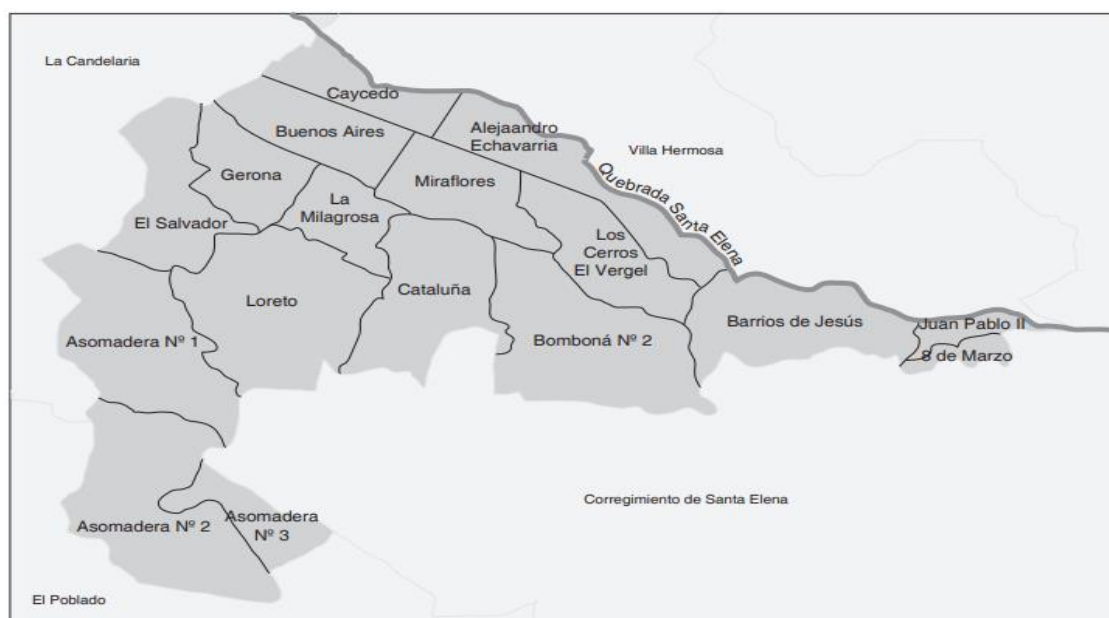 La Candelaria
Caycedo
Buenos Aires
Alejaandro
Echavarria
Villa Hermosa
Gerona
Miraflores
La
Milagrosa
Quebrada Santa Elena
El Salvador
Los
Cerros
El Vergel
Loreto
Cataluña
Barrios de Jesús
Juan Pablo II
Asomadera Nº 1
Bomboná Nº 2
8 de Marzo
Corregimiento de Santa Elena
Asomadera Nº 2
Asomadera
Nº 3
El Poblado